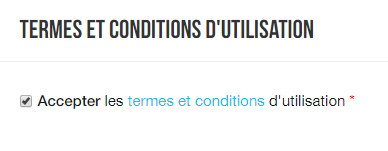 TERMES ET CONDITIONS D'UTILISATION
Accepter les termes et conditions d'utilisation *